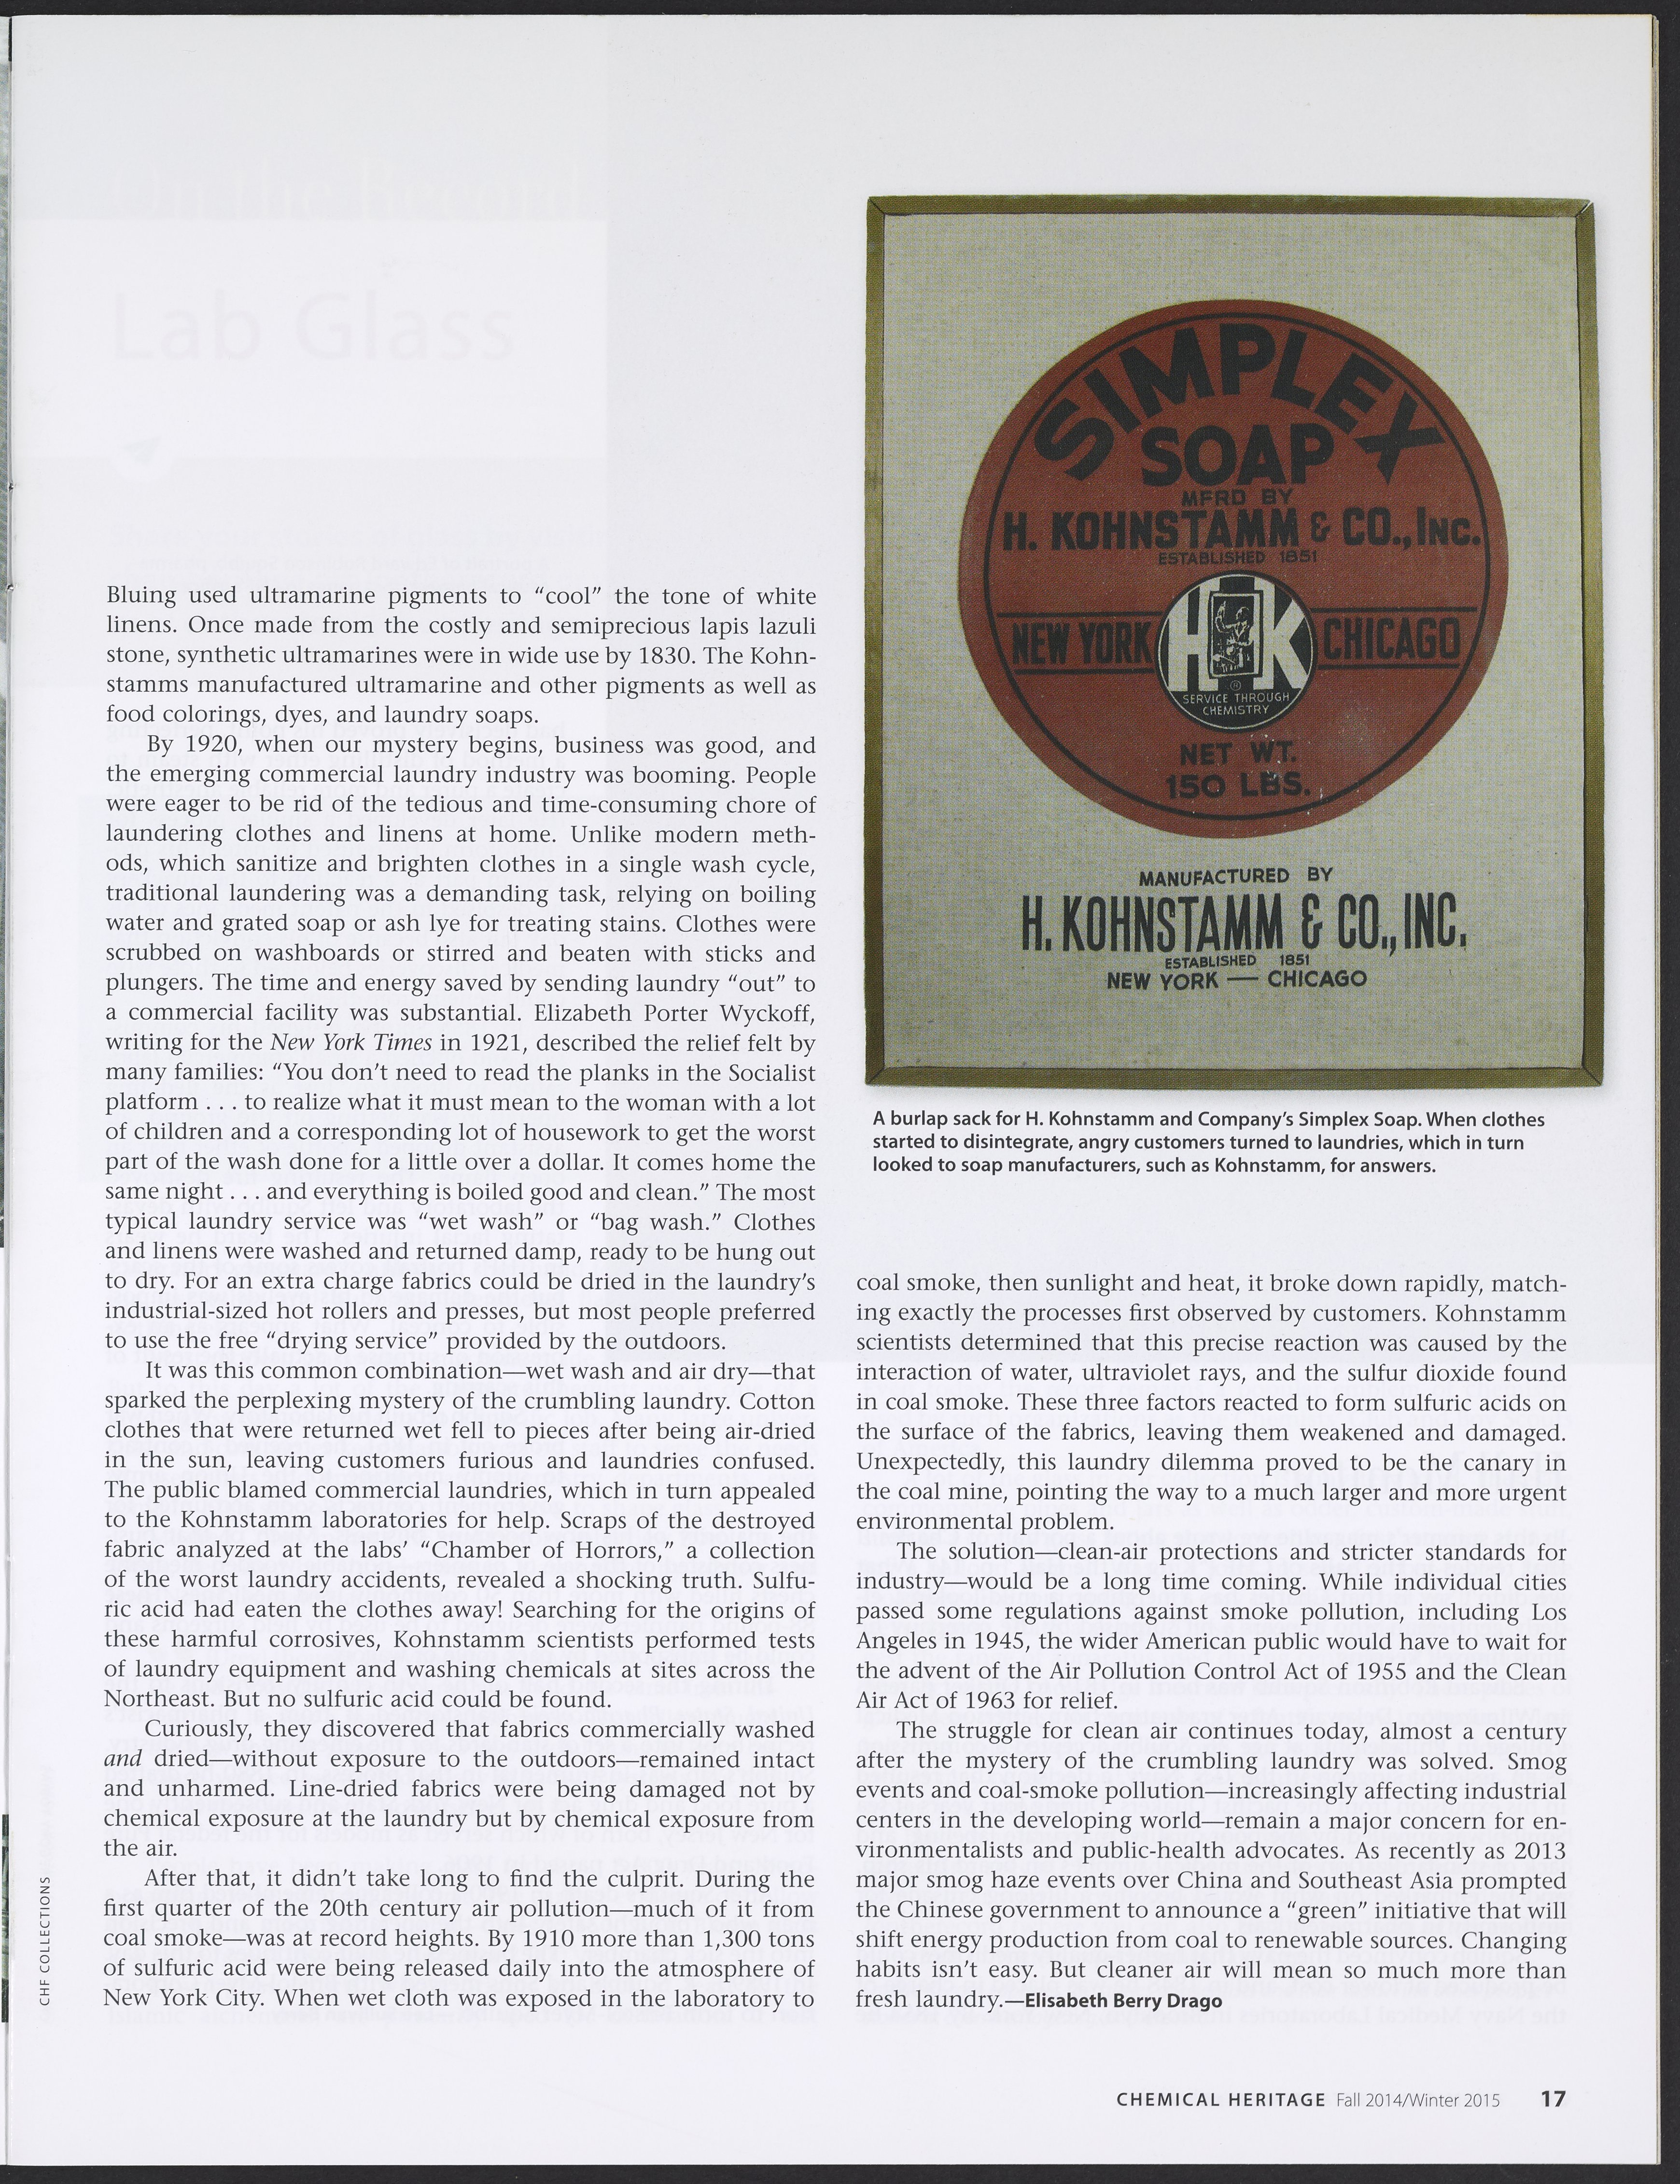 Lab Glass
Bluing used ultramarine pigments to “cool” the tone of white
linens. Once made from the costly and semiprecious lapis lazuli
stone, synthetic ultramarines were in wide use by 1830. The Kohn-
stamms manufactured ultramarine and other pigments as well as
food colorings, dyes, and laundry soaps.
By 1920, when our mystery begins, business was good, and
the emerging commercial laundry industry was booming. People
were eager to be rid of the tedious and time-consuming chore of
laundering clothes and linens at home. Unlike modern meth-
ods, which sanitize and brighten clothes in a single wash cycle,
traditional laundering was a demanding task, relying on boiling
water and grated soap or ash lye for treating stains. Clothes were
scrubbed on washboards or stirred and beaten with sticks and
plungers. The time and energy saved by sending laundry “out” to
a commercial facility was substantial. Elizabeth Porter Wyckoff,
writing for the New York Times in 1921, described the relief felt by
many families: “You don’t need to read the planks in the Socialist
platform . . . to realize what it must mean to the woman with a lot
of children and a corresponding lot of housework to get the worst
part of the wash done for a little over a dollar. It comes home the
same night . . . and everything is boiled good and clean.” The most
typical laundry service was “wet wash” or “bag wash.” Clothes
and linens were washed and returned damp, ready to be hung out
to dry. For an extra charge fabrics could be dried in the laundry’s
industrial-sized hot rollers and presses, but most people preferred
to use the free “drying service” provided by the outdoors.
It was this common combination—wet wash and air dry—that
sparked the perplexing mystery of the crumbling laundry. Cotton
clothes that were returned wet fell to pieces after being air-dried
in the sun, leaving customers furious and laundries confused.
The public blamed commercial laundries, which in turn appealed
to the Kohnstamm laboratories for help. Scraps of the destroyed
fabric analyzed at the labs’ “Chamber of Horrors,” a collection
of the worst laundry accidents, revealed a shocking truth. Sulfu-
ric acid had eaten the clothes away! Searching for the origins of
these harmful corrosives, Kohnstamm scientists performed tests
of laundry equipment and washing chemicals at sites across the
Northeast. But no sulfuric acid could be found.
Curiously, they discovered that fabrics commercially washed
and dried—without exposure to the outdoors—remained intact
and unharmed. Line-dried fabrics were being damaged not by
chemical exposure at the laundry but by chemical exposure from
the air.
After that, it didn’t take long to find the culprit. During the
first quarter of the 20th century air pollution—much of it from
coal smoke—was at record heights. By 1910 more than 1,300 tons
of sulfuric acid were being released daily into the atmosphere of
New York City. When wet cloth was exposed in the laboratory to
CHF COLLECTIONS
SIMPLEX
SOAP
MFRD BY
H. KOHNSTAMM & CO., INC.
ESTABLISHED 1851
NEW YORK HK CHICAGO
®
SERVICE THROUGH
CHEMISTRY
NET WT.
150 LBS.
MANUFACTURED BY
H. KOHNSTAMM & CO., INC.
ESTABLISHED 1851
NEW YORK — CHICAGO
A burlap sack for H. Kohnstamm and Company’s Simplex Soap. When clothes
started to disintegrate, angry customers turned to laundries, which in turn
looked to soap manufacturers, such as Kohnstamm, for answers.
coal smoke, then sunlight and heat, it broke down rapidly, match-
ing exactly the processes first observed by customers. Kohnstamm
scientists determined that this precise reaction was caused by the
interaction of water, ultraviolet rays, and the sulfur dioxide found
in coal smoke. These three factors reacted to form sulfuric acids on
the surface of the fabrics, leaving them weakened and damaged.
Unexpectedly, this laundry dilemma proved to be the canary in
the coal mine, pointing the way to a much larger and more urgent
environmental problem.
The solution—clean-air protections and stricter standards for
industry—would be a long time coming. While individual cities
passed some regulations against smoke pollution, including Los
Angeles in 1945, the wider American public would have to wait for
the advent of the Air Pollution Control Act of 1955 and the Clean
Air Act of 1963 for relief.
The struggle for clean air continues today, almost a century
after the mystery of the crumbling laundry was solved. Smog
events and coal-smoke pollution—increasingly affecting industrial
centers in the developing world—remain a major concern for en-
vironmentalists and public-health advocates. As recently as 2013
major smog haze events over China and Southeast Asia prompted
the Chinese government to announce a “green” initiative that will
shift energy production from coal to renewable sources. Changing
habits isn’t easy. But cleaner air will mean so much more than
fresh laundry.—Elisabeth Berry Drago
CHEMICAL HERITAGE Fall 2014/Winter 2015 17